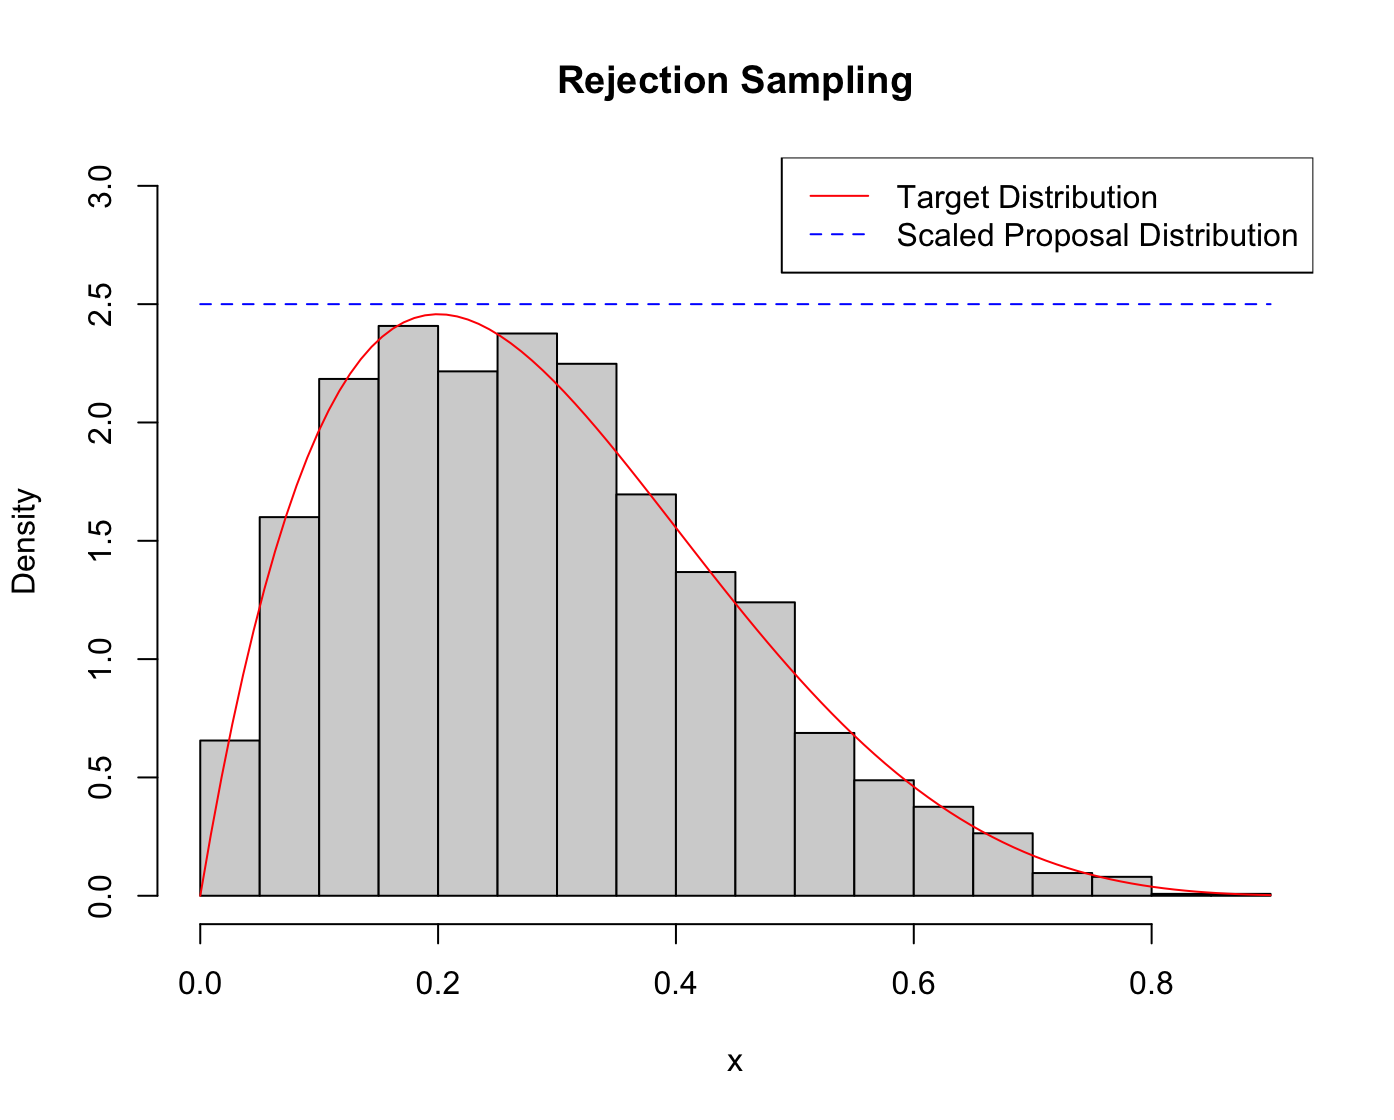 Rejection Sampling
Target Distribution
Scaled Proposal Distribution
3.0
2.5
2.0
1.5
1.0
0.5
0.0
Density
0.0 0.2 0.4 0.6 0.8
x